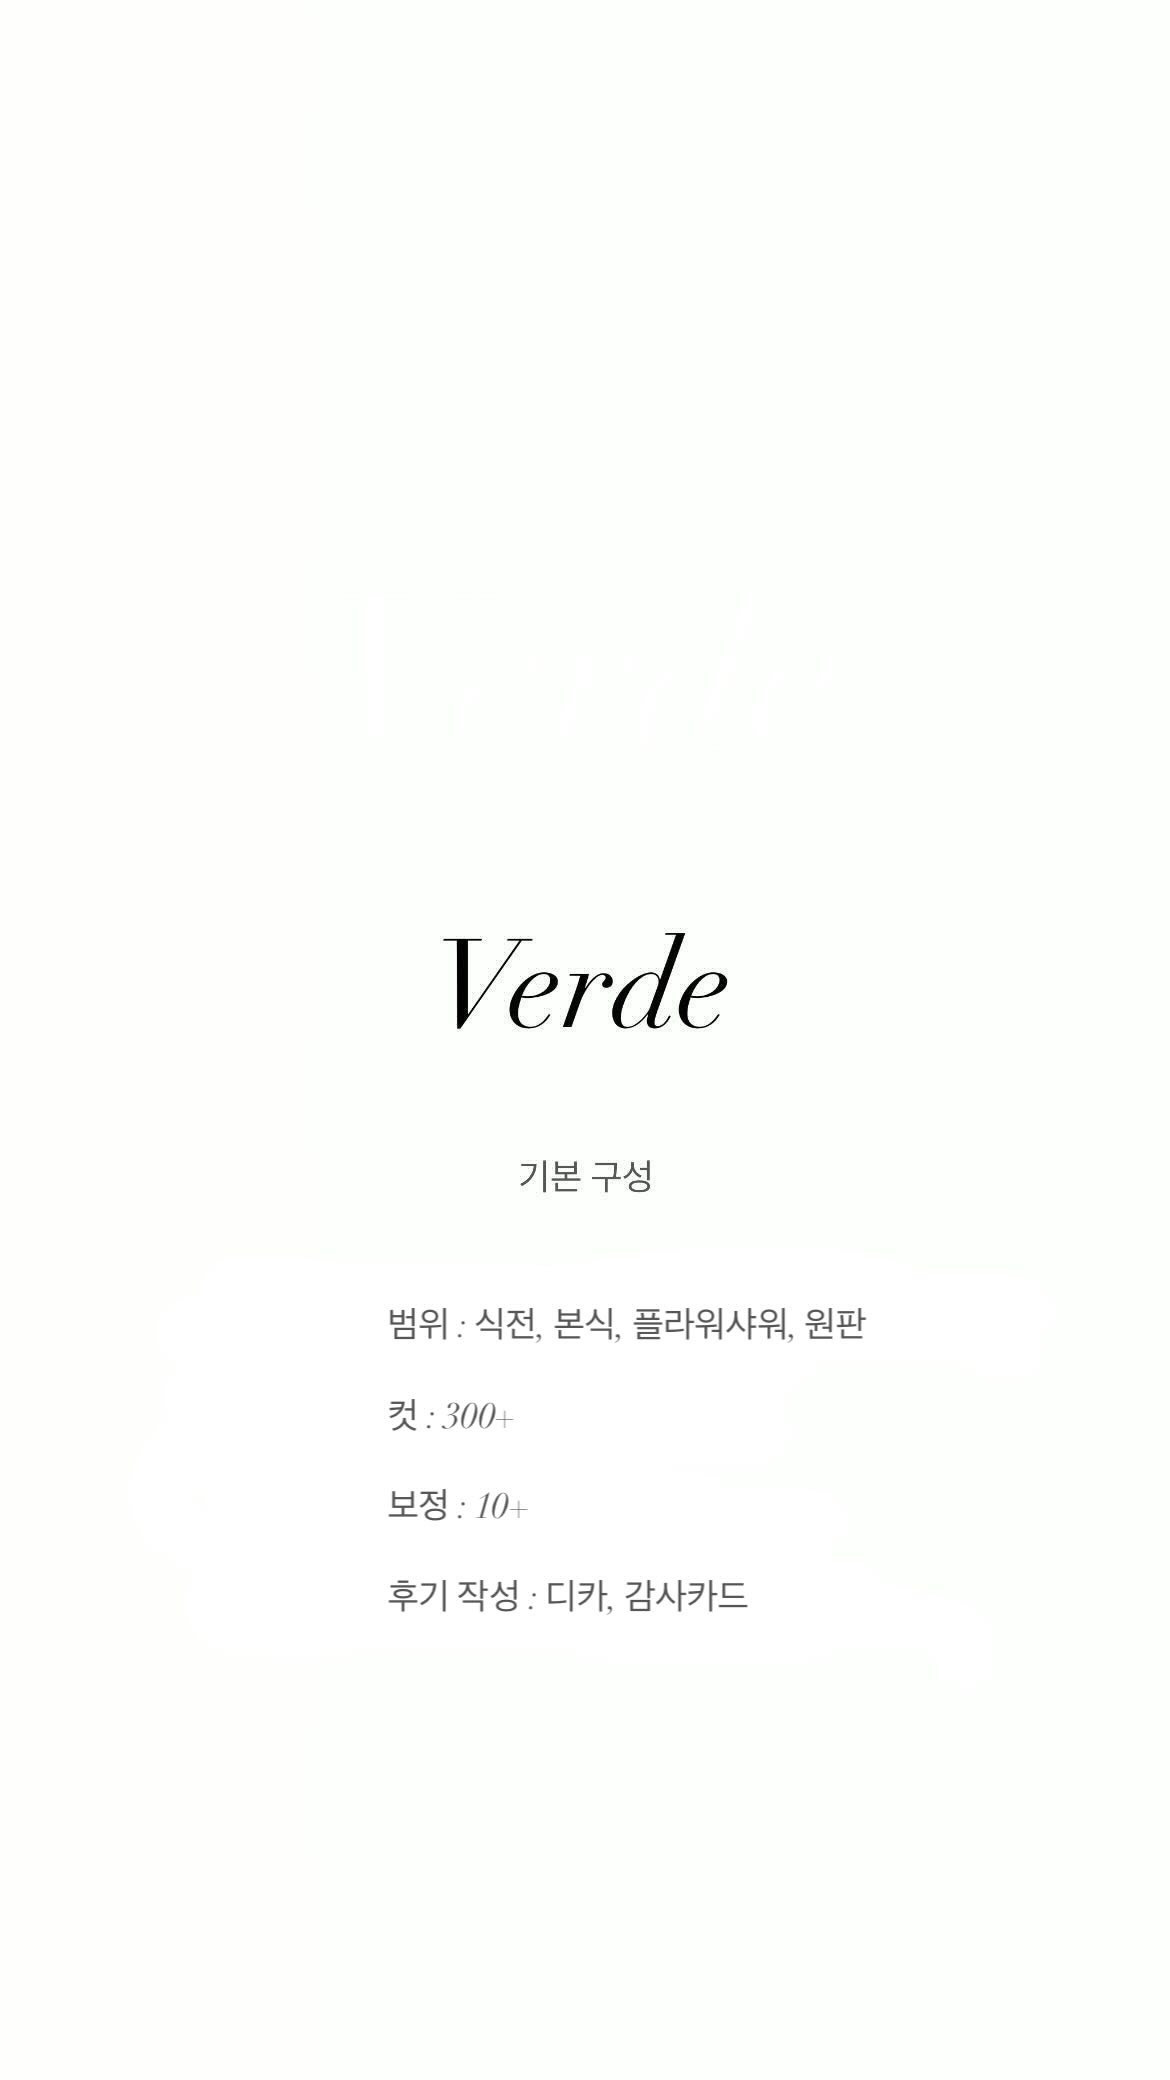 Verde
기본 구성
범위 : 식전, 본식, 플라워샤워, 원판
컷 : 300+
보정 : 10+
후기 작성 : 디카, 감사카드